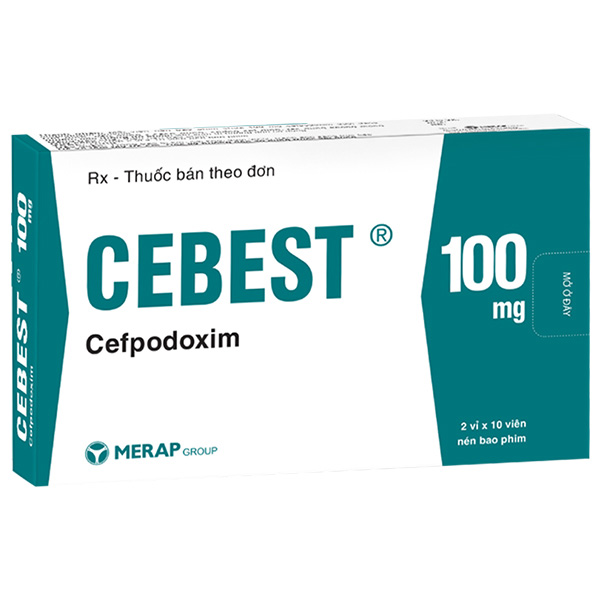 Rx - Thuốc bán theo đơn
CEBEST ®
Cefpodoxim
100
mg
MỞ Ở ĐÂY
2 vỉ x 10 viên
nén bao phim
MERAP GROUP
CEBEST ® 100 mg
Cefpodoxim